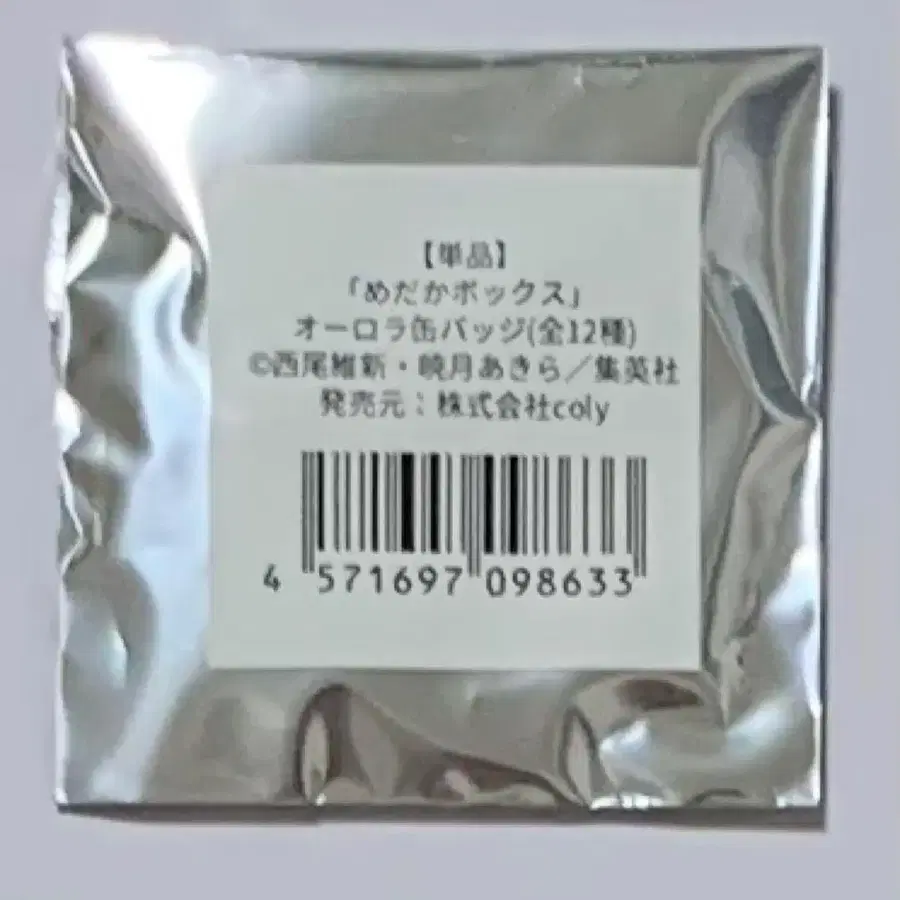 【単品】
「めだかボックス」
オーロラ缶バッジ(全12種)
©西尾維新・暁月あきら／集英社
発売元：株式会社coly
4 571697 098633